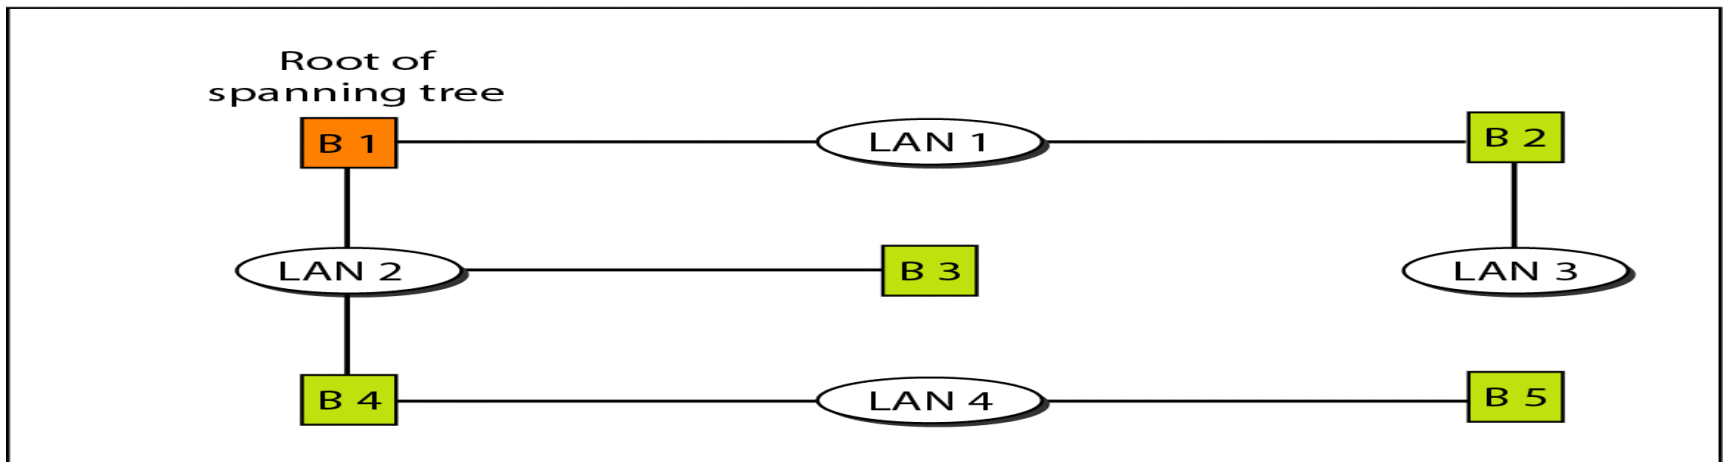 Root of
spanning tree
B 1
LAN 1
B 2
LAN 2
B 3
LAN 3
B 4
LAN 4
B 5